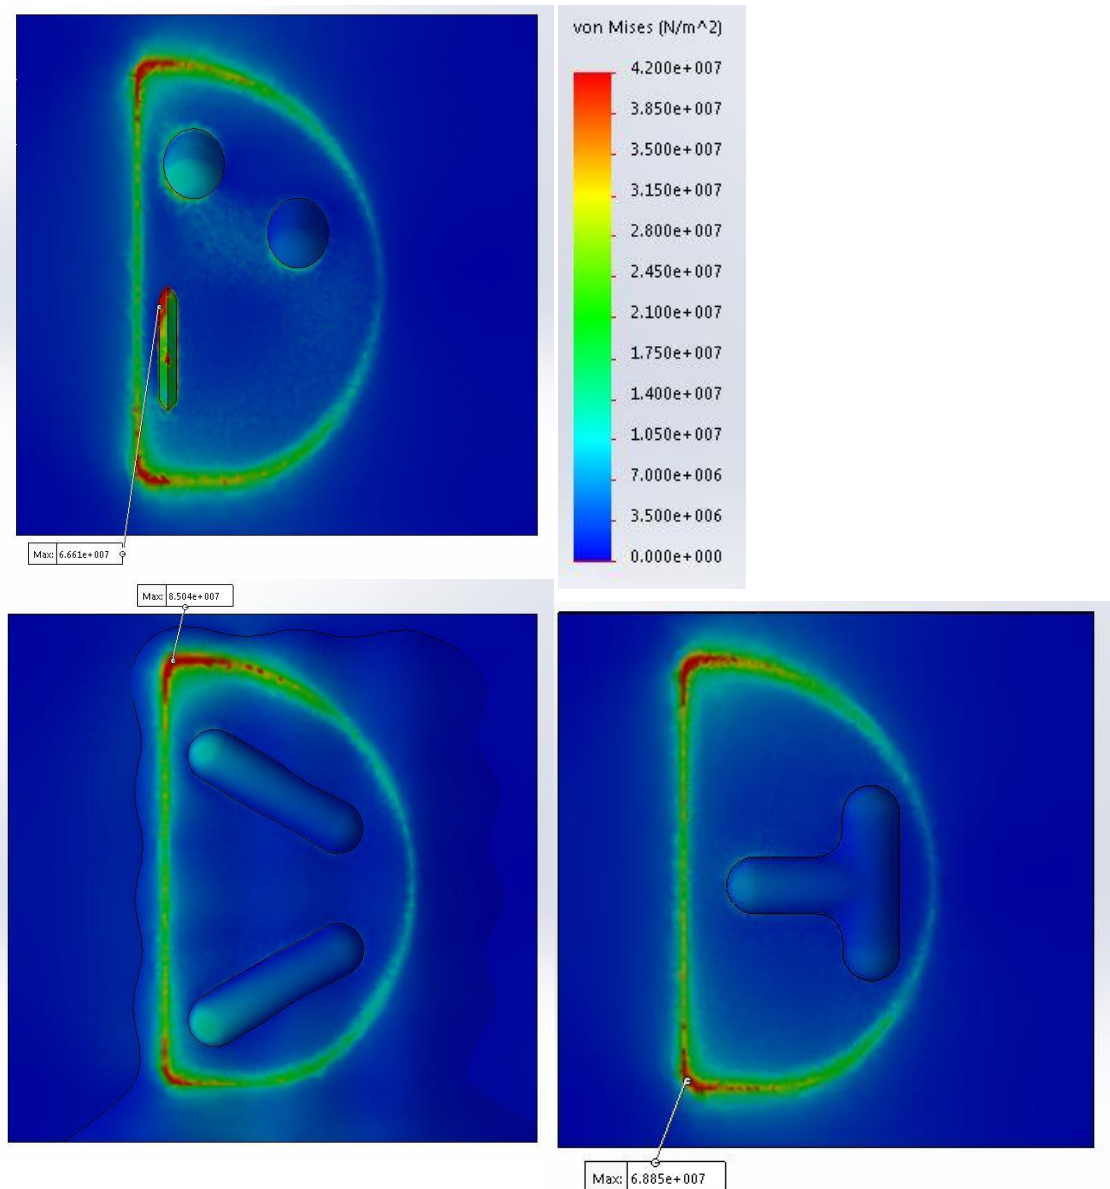 von Mises (N/m^2)
4.200e+007
3.850e+007
3.500e+007
3.150e+007
2.800e+007
2.450e+007
2.100e+007
1.750e+007
1.400e+007
1.050e+007
7.000e+006
3.500e+006
0.000e+000
Max: 6.661e+007
Max: 8.504e+007
Max: 6.885e+007